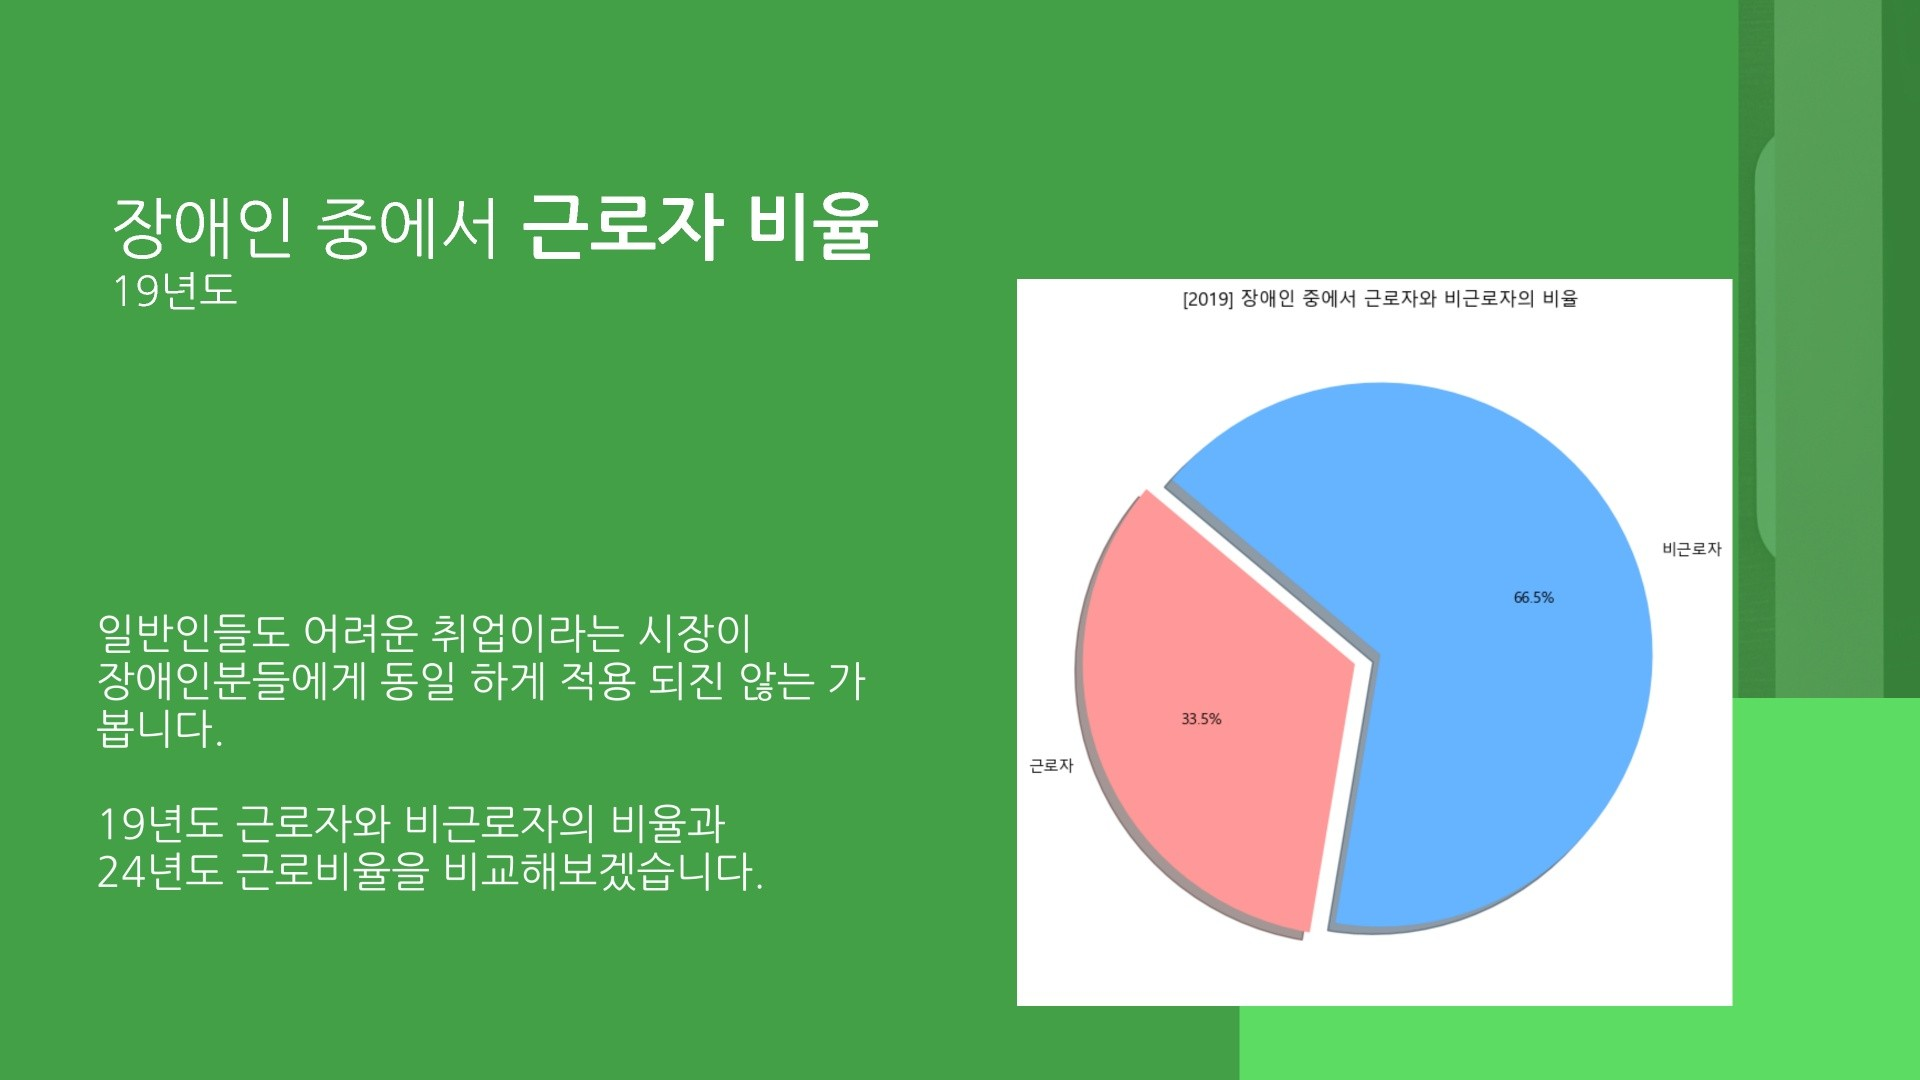 장애인 중에서 근로자 비율
19년도
일반인들도 어려운 취업이라는 시장이
장애인분들에게 동일 하게 적용 되진 않는 가
봅니다.
19년도 근로자와 비근로자의 비율과
24년도 근로비율을 비교해보겠습니다.
[2019] 장애인 중에서 근로자와 비근로자의 비율
비근로자
66.5%
33.5%
근로자